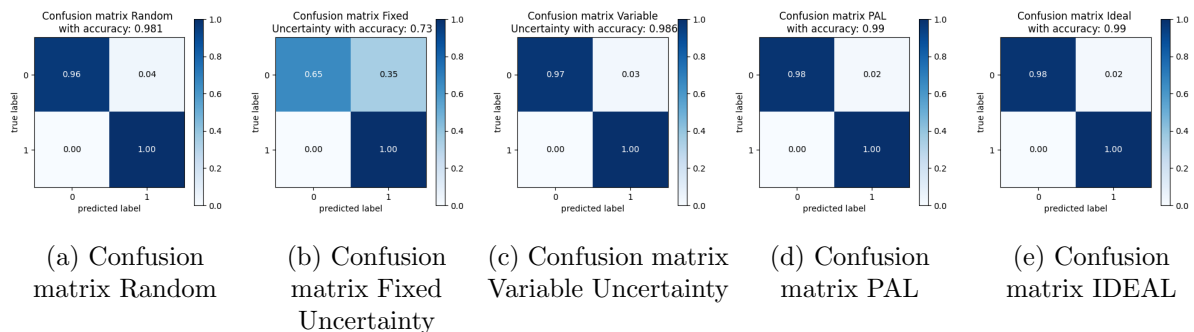 Confusion matrix Random
with accuracy: 0.981
true label
0
1
0.96
0.04
0.00
1.00
0
1
predicted label
1.0
0.8
0.6
0.4
0.2
0.0
(a) Confusion
matrix Random
Confusion matrix Fixed
Uncertainty with accuracy: 0.73
true label
0
1
0.65
0.35
0.00
1.00
0
1
predicted label
1.0
0.8
0.6
0.4
0.2
0.0
(b) Confusion
matrix Fixed
Uncertainty
Confusion matrix Variable
Uncertainty with accuracy: 0.986
true label
0
1
0.97
0.03
0.00
1.00
0
1
predicted label
1.0
0.8
0.6
0.4
0.2
0.0
(c) Confusion matrix
Variable Uncertainty
Confusion matrix PAL
with accuracy: 0.99
true label
0
1
0.98
0.02
0.00
1.00
0
1
predicted label
1.0
0.8
0.6
0.4
0.2
0.0
(d) Confusion
matrix PAL
Confusion matrix Ideal
with accuracy: 0.99
true label
0
1
0.98
0.02
0.00
1.00
0
1
predicted label
1.0
0.8
0.6
0.4
0.2
0.0
(e) Confusion
matrix IDEAL